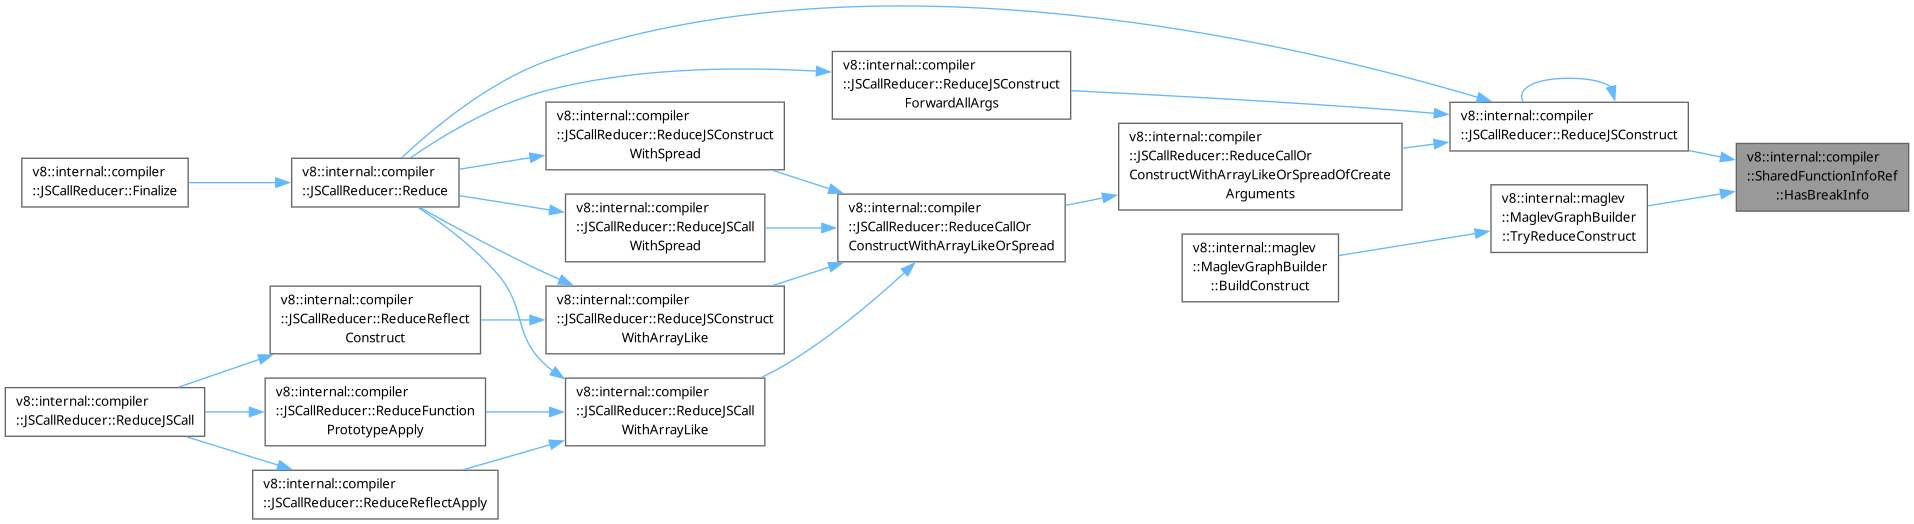 v8::internal::compiler
::JSCallReducer::Finalize
v8::internal::compiler
::JSCallReducer::Reduce
v8::internal::compiler
::JSCallReducer::ReduceJSConstruct
ForwardAllArgs
v8::internal::compiler
::JSCallReducer::ReduceJSConstruct
WithSpread
v8::internal::compiler
::JSCallReducer::ReduceJSCall
WithSpread
v8::internal::compiler
::JSCallReducer::ReduceJSConstruct
WithArrayLike
v8::internal::compiler
::JSCallReducer::ReduceJSCall
WithArrayLike
v8::internal::compiler
::JSCallReducer::ReduceReflect
Construct
v8::internal::compiler
::JSCallReducer::ReduceJSCall
v8::internal::compiler
::JSCallReducer::ReduceFunction
PrototypeApply
v8::internal::compiler
::JSCallReducer::ReduceReflectApply
v8::internal::compiler
::JSCallReducer::ReduceCallOr
ConstructWithArrayLikeOrSpread
v8::internal::compiler
::JSCallReducer::ReduceCallOr
ConstructWithArrayLikeOrSpreadOfCreate
Arguments
v8::internal::compiler
::JSCallReducer::ReduceJSConstruct
v8::internal::maglev
::MaglevGraphBuilder
::BuildConstruct
v8::internal::maglev
::MaglevGraphBuilder
::TryReduceConstruct
v8::internal::compiler
::SharedFunctionInfoRef
::HasBreakInfo